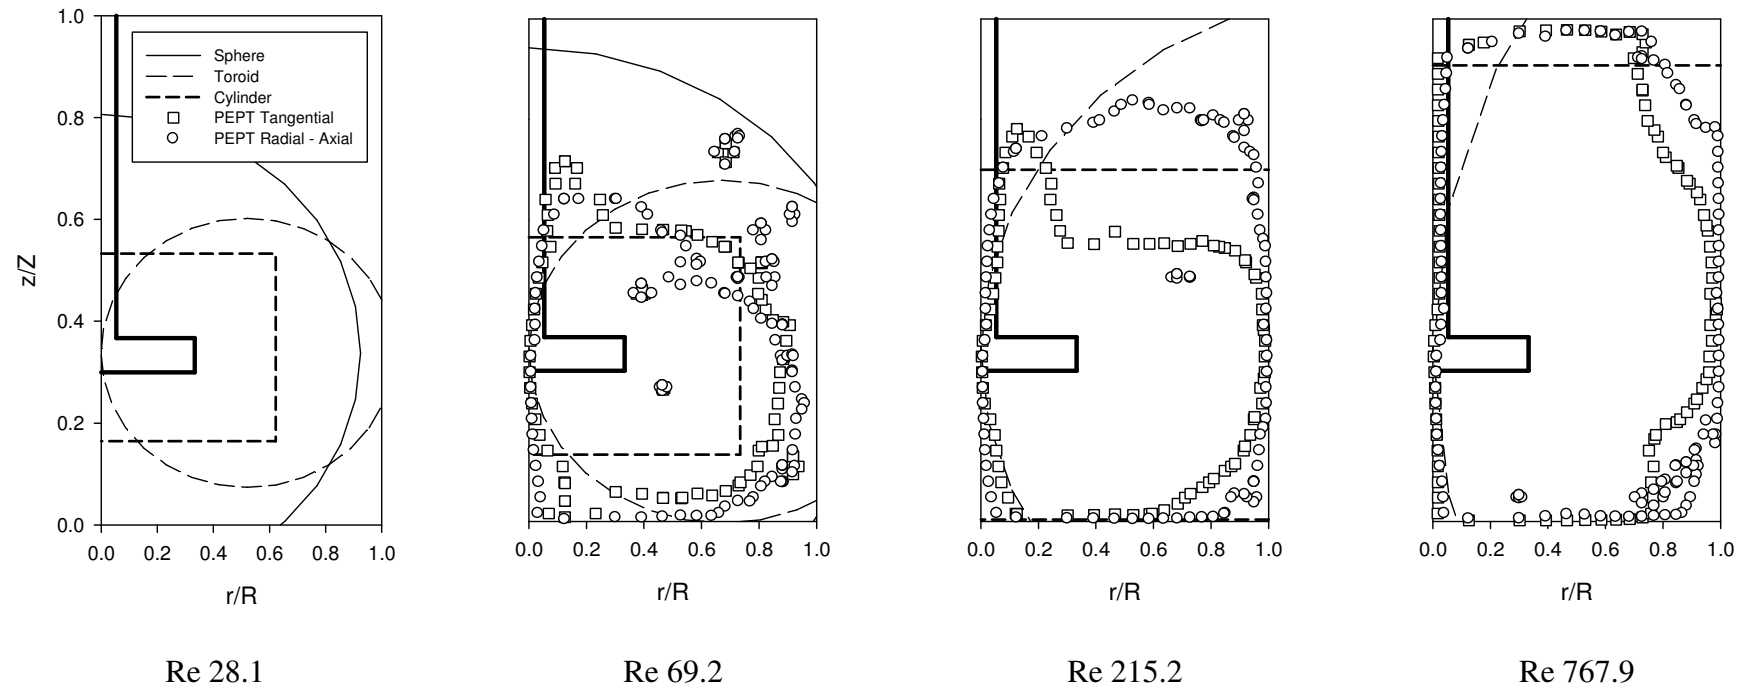 1.0
0.8
0.6
0.4
0.2
0.0
z/Z
Sphere
Toroid
Cylinder
PEPT Tangential
PEPT Radial - Axial
0.0 0.2 0.4 0.6 0.8 1.0
0.0 0.2 0.4 0.6 0.8 1.0
0.0 0.2 0.4 0.6 0.8 1.0
0.0 0.2 0.4 0.6 0.8 1.0
r/R
r/R
r/R
r/R
Re 28.1
Re 69.2
Re 215.2
Re 767.9